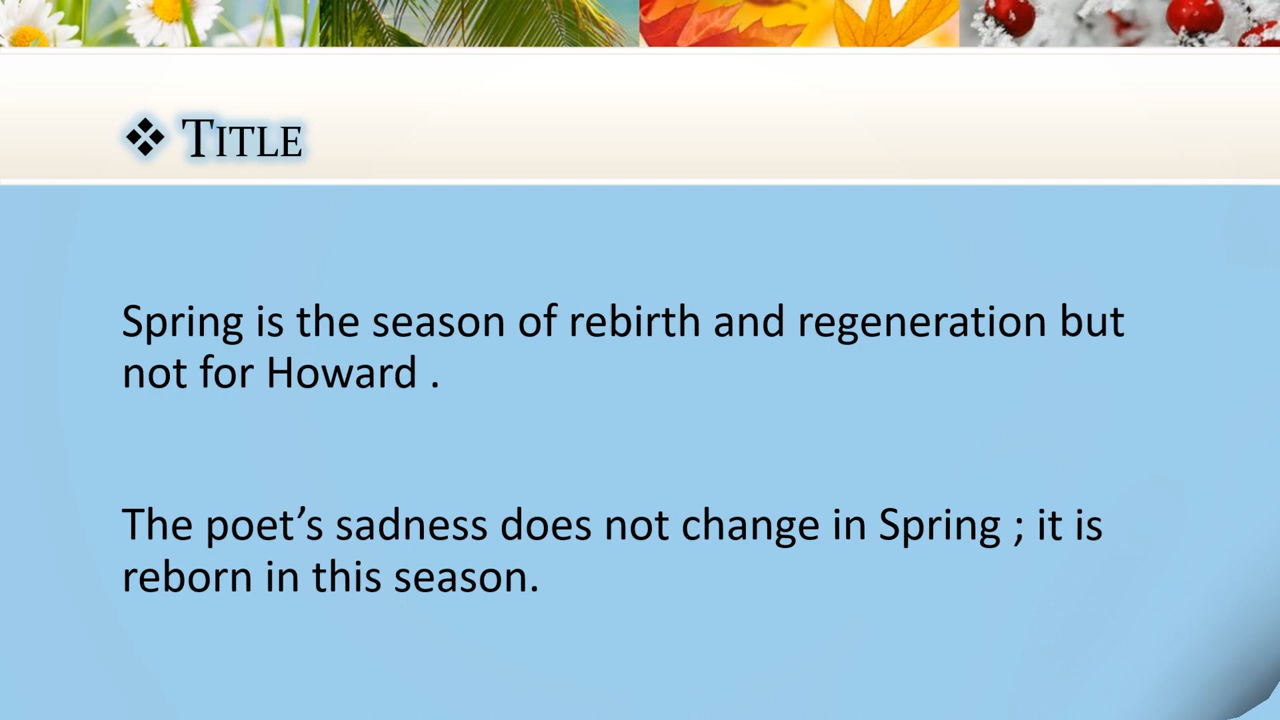 ❖ TITLE
Spring is the season of rebirth and regeneration but
not for Howard .
The poet’s sadness does not change in Spring ; it is
reborn in this season.